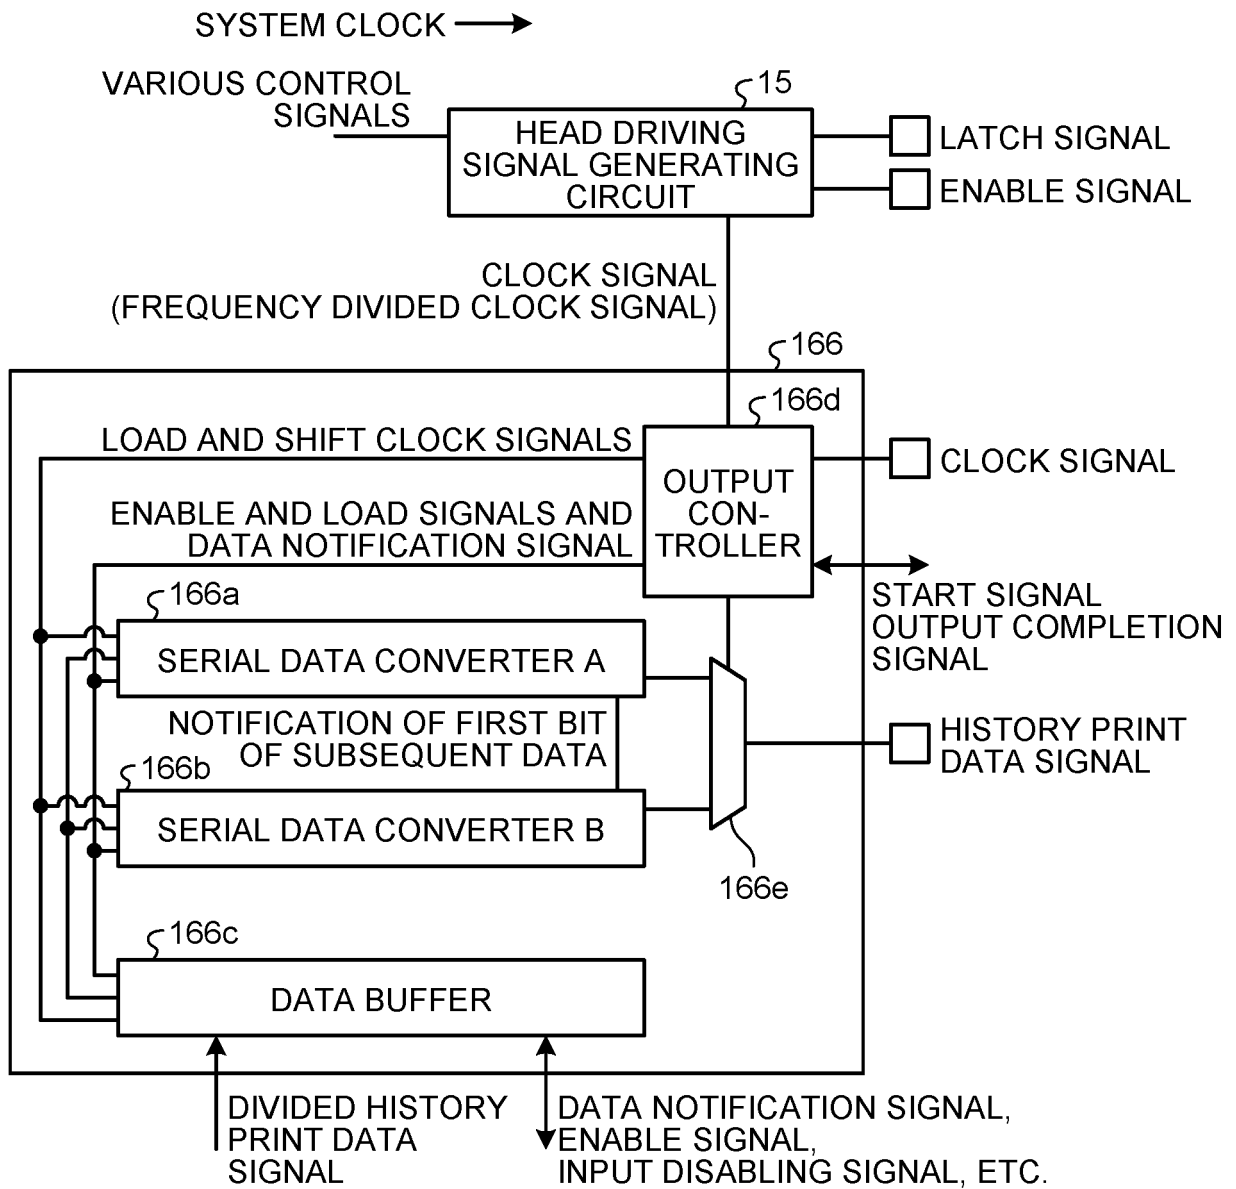 SYSTEM CLOCK
VARIOUS CONTROL
SIGNALS
15
HEAD DRIVING
SIGNAL GENERATING
CIRCUIT
LATCH SIGNAL
ENABLE SIGNAL
CLOCK SIGNAL
(FREQUENCY DIVIDED CLOCK SIGNAL)
166
166d
LOAD AND SHIFT CLOCK SIGNALS
OUTPUT
CON-
TROLLER
CLOCK SIGNAL
ENABLE AND LOAD SIGNALS AND
DATA NOTIFICATION SIGNAL
START SIGNAL
OUTPUT COMPLETION
SIGNAL
166a
SERIAL DATA CONVERTER A
NOTIFICATION OF FIRST BIT
OF SUBSEQUENT DATA
HISTORY PRINT
DATA SIGNAL
166b
SERIAL DATA CONVERTER B
166e
166c
DATA BUFFER
DIVIDED HISTORY
PRINT DATA
SIGNAL
DATA NOTIFICATION SIGNAL,
ENABLE SIGNAL,
INPUT DISABLING SIGNAL, ETC.